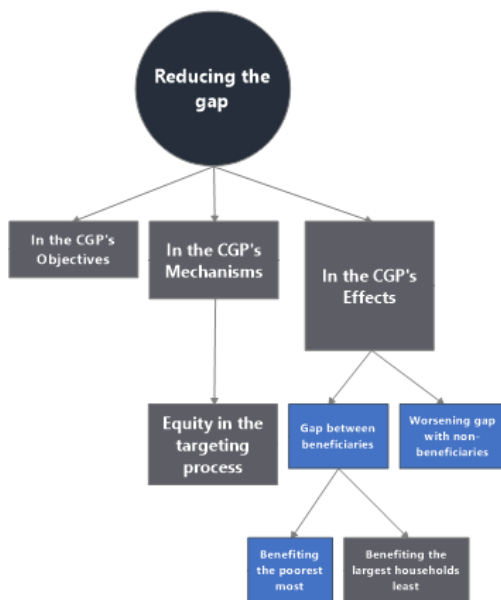 Reducing the
gap
In the CGP's
Objectives
In the CGP's
Mechanisms
In the CGP's
Effects
Equity in the
targeting
process
Gap between
beneficiaries
Worsening gap
with non-
beneficiaries
Benefiting
the poorest
most
Benefiting the
largest households
least